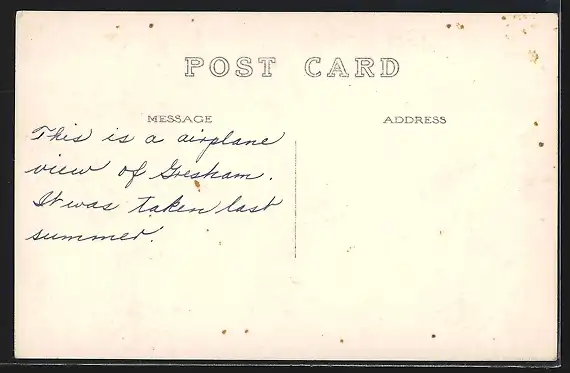 POST CARD
MESSAGE
ADDRESS
This is a airplane
view of Gresham.
It was taken last
summer.